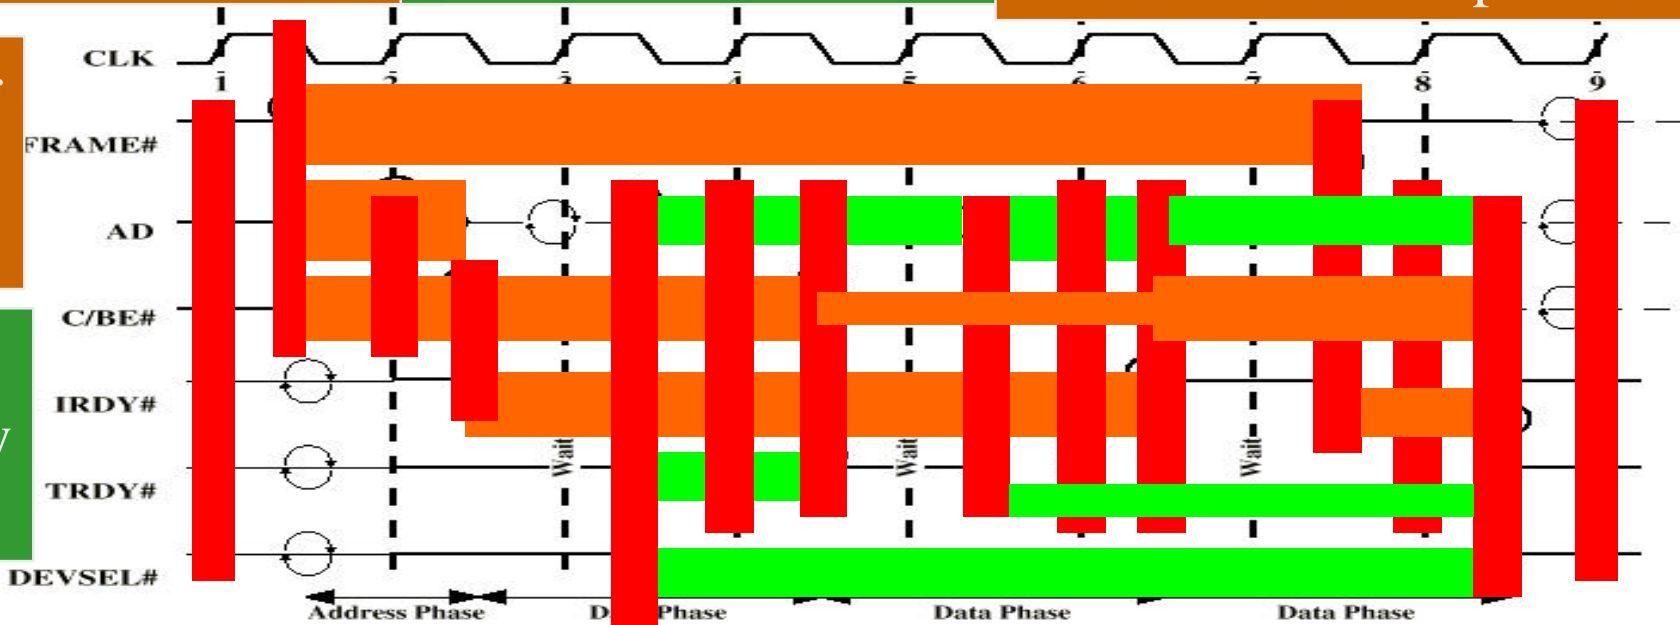 CLK
1 2 3 4 5 6 7 8 9
FRAME#
AD
C/BE#
IRDY#
Wait Wait Wait
TRDY#
DEVSEL#
Address Phase Phase Data Phase Data Phase